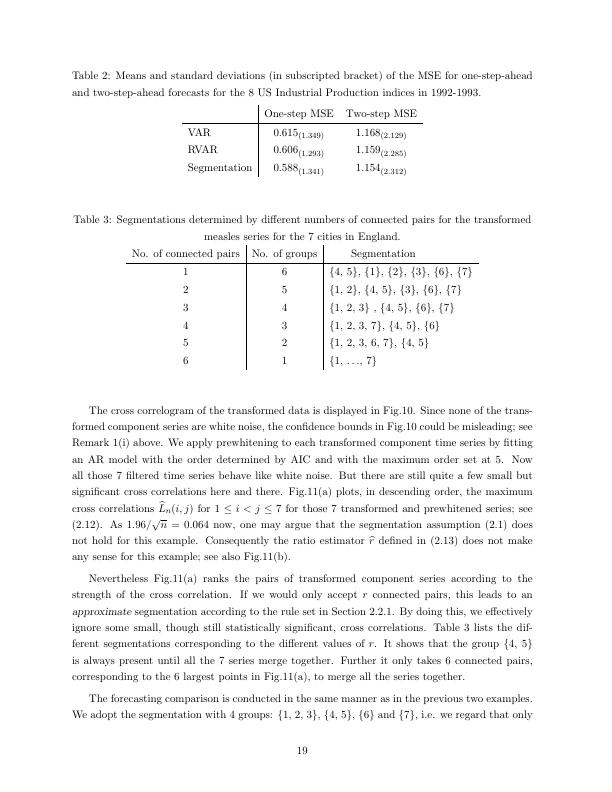 Table 2: Means and standard deviations (in subscripted bracket) of the MSE for one-step-ahead
and two-step-ahead forecasts for the 8 US Industrial Production indices in 1992-1993.
One-step MSE Two-step MSE
VAR 0.615(1.349) 1.168(2.129)
RVAR 0.606(1.293) 1.159(2.285)
Segmentation 0.588(1.341) 1.154(2.312)
Table 3: Segmentations determined by different numbers of connected pairs for the transformed
measles series for the 7 cities in England.
No. of connected pairs No. of groups Segmentation
1 6 {4, 5}, {1}, {2}, {3}, {6}, {7}
2 5 {1, 2}, {4, 5}, {3}, {6}, {7}
3 4 {1, 2, 3} , {4, 5}, {6}, {7}
4 3 {1, 2, 3, 7}, {4, 5}, {6}
5 2 {1, 2, 3, 6, 7}, {4, 5}
6 1 {1, . . ., 7}
The cross correlogram of the transformed data is displayed in Fig.10. Since none of the trans-
formed component series are white noise, the confidence bounds in Fig.10 could be misleading; see
Remark 1(i) above. We apply prewhitening to each transformed component time series by fitting
an AR model with the order determined by AIC and with the maximum order set at 5. Now
all those 7 filtered time series behave like white noise. But there are still quite a few small but
significant cross correlations here and there. Fig.11(a) plots, in descending order, the maximum
cross correlations L̂n(i, j) for 1 ≤ i < j ≤ 7 for those 7 transformed and prewhitened series; see
(2.12). As 1.96/√n = 0.064 now, one may argue that the segmentation assumption (2.1) does
not hold for this example. Consequently the ratio estimator r̂ defined in (2.13) does not make
any sense for this example; see also Fig.11(b).
Nevertheless Fig.11(a) ranks the pairs of transformed component series according to the
strength of the cross correlation. If we would only accept r connected pairs, this leads to an
approximate segmentation according to the rule set in Section 2.2.1. By doing this, we effectively
ignore some small, though still statistically significant, cross correlations. Table 3 lists the dif-
ferent segmentations corresponding to the different values of r. It shows that the group {4, 5}
is always present until all the 7 series merge together. Further it only takes 6 connected pairs,
corresponding to the 6 largest points in Fig.11(a), to merge all the series together.
The forecasting comparison is conducted in the same manner as in the previous two examples.
We adopt the segmentation with 4 groups: {1, 2, 3}, {4, 5}, {6} and {7}, i.e. we regard that only
19